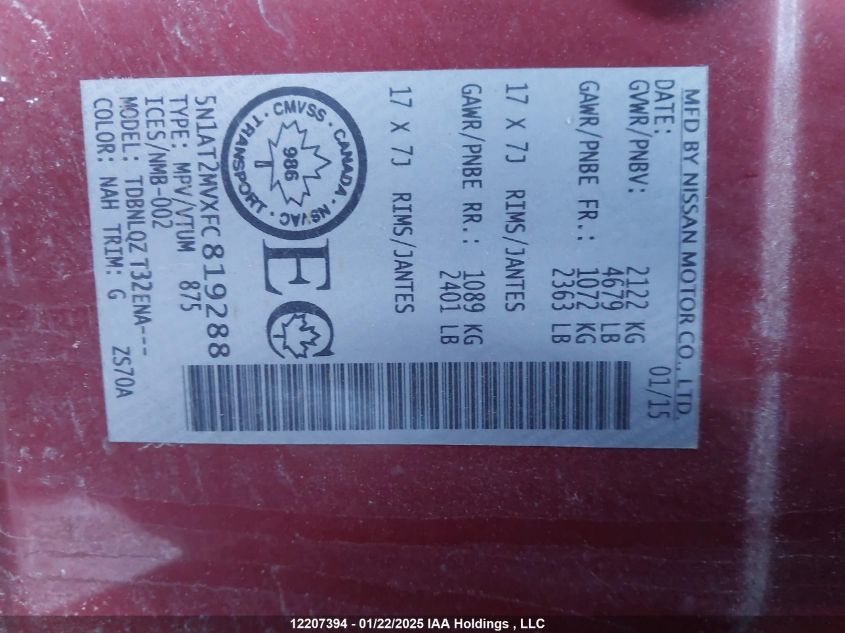 MFD BY NISSAN MOTOR CO., LTD.
DATE: 01/15
GVWR/PNBV: 2122 KG
4679 LB
GAWR/PNBE FR.: 1072 KG
2363 LB
17 X 7J RIMS/JANTES
GAWR/PNBE RR.: 1089 KG
2401 LB
17 X 7J RIMS/JANTES
CMVSS · CANADA · NSVAC · TRANSPORT ·
986
EC
5N1AT2MVXFC819288
TYPE: MPV/VTUM 875
ICES/NMB-002
MODEL: TDBNLQZ T32ENA---
COLOR: NAH TRIM: G ZS70A
12207394 - 01/22/2025 IAA Holdings , LLC